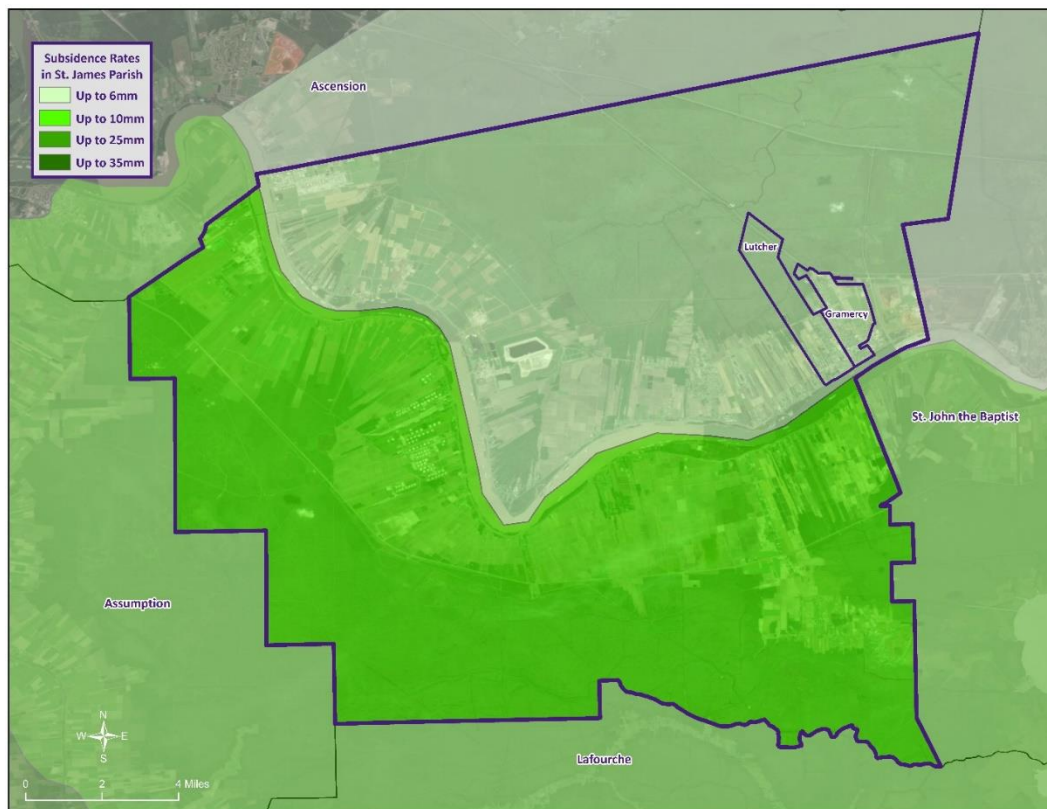 Subsidence Rates
in St. James Parish
Up to 6mm
Up to 10mm
Up to 25mm
Up to 35mm
Ascension
Lutcher
Gramercy
St. John the Baptist
Assumption
Lafourche
N
W E
S
0 2 4 Miles